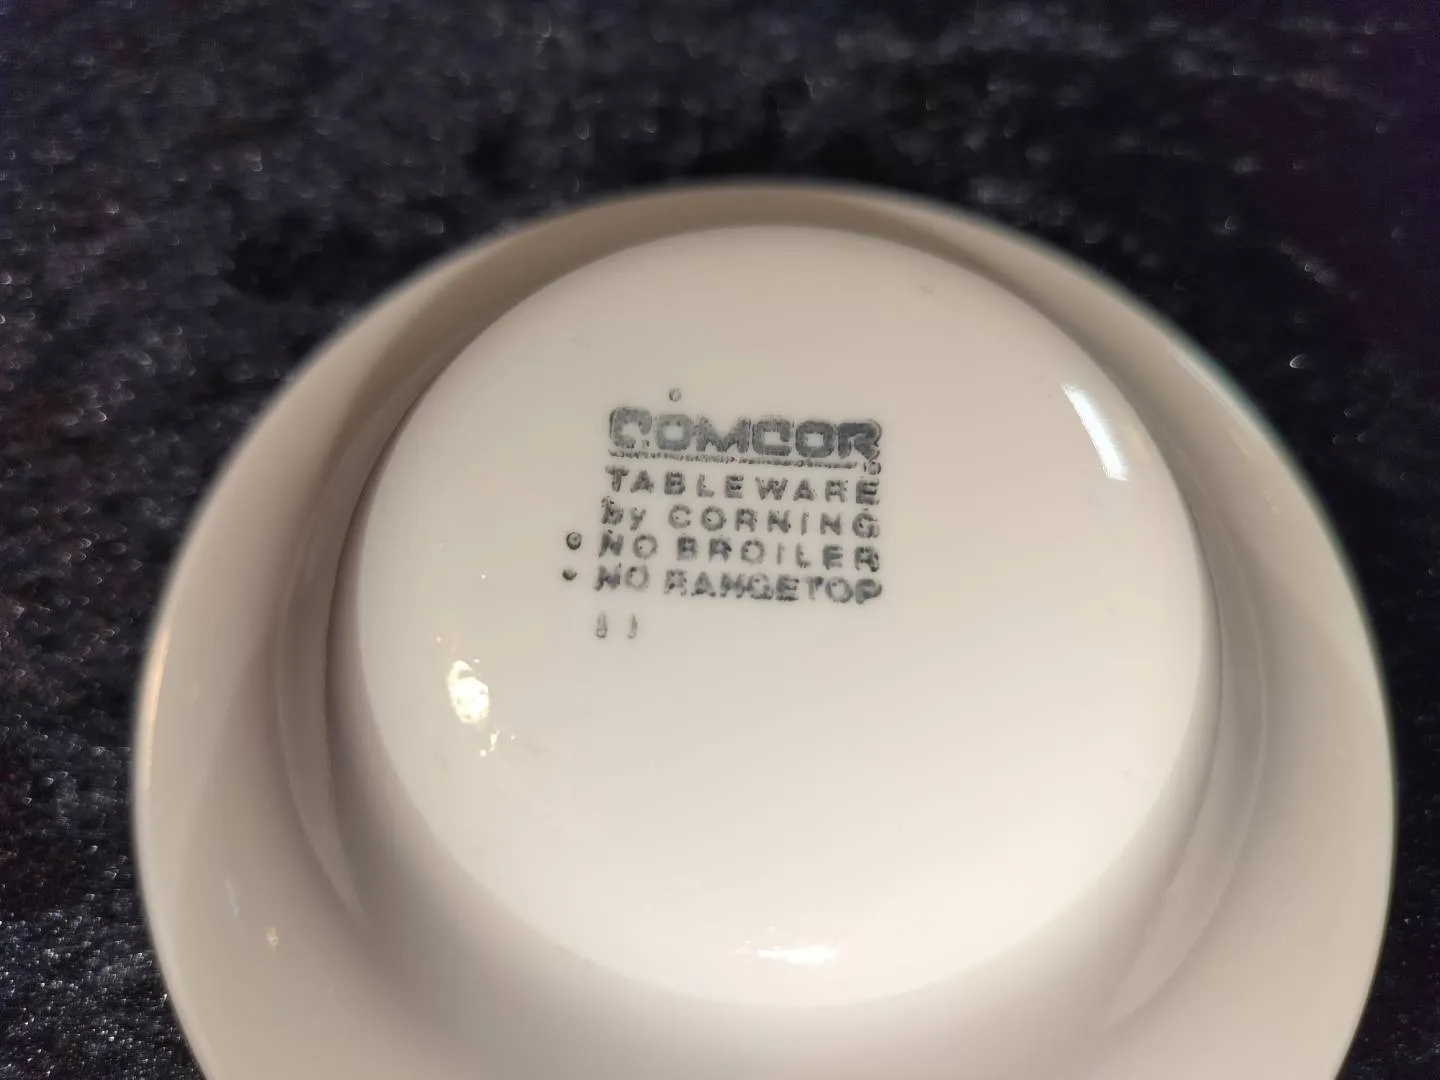 COMCOR
TABLEWARE
by CORNING
• NO BROILER
• NO RANGETOP